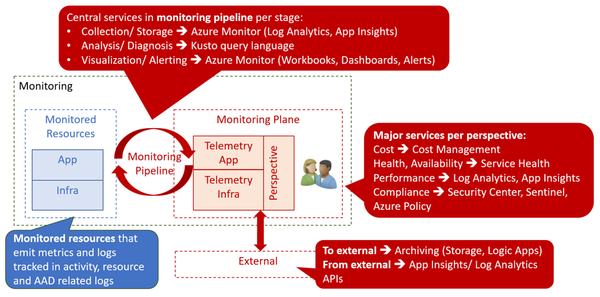 Central services in monitoring pipeline per stage:
• Collection/ Storage ➔ Azure Monitor (Log Analytics, App Insights)
• Analysis/ Diagnosis ➔ Kusto query language
• Visualization/ Alerting ➔ Azure Monitor (Workbooks, Dashboards, Alerts)
Monitoring
Monitored
Resources
App
Infra
Monitoring
Pipeline
Monitoring Plane
Telemetry
App
Telemetry
Infra
Perspective
Major services per perspective:
Cost ➔ Cost Management
Health, Availability ➔ Service Health
Performance ➔ Log Analytics, App Insights
Compliance ➔ Security Center, Sentinel,
Azure Policy
Monitored resources that
emit metrics and logs
tracked in activity, resource
and AAD related logs
External
To external ➔ Archiving (Storage, Logic Apps)
From external ➔ App Insights/ Log Analytics
APIs